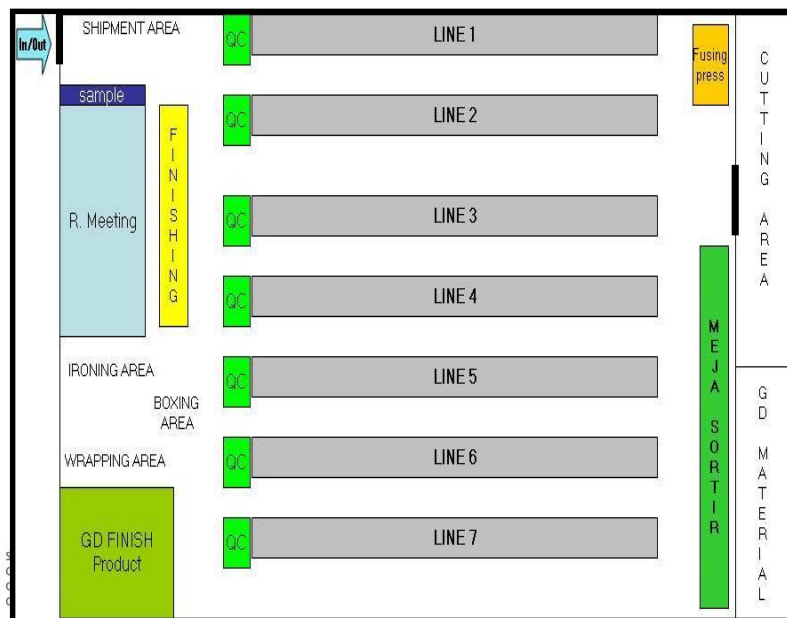 In/Out
SHIPMENT AREA
QC
LINE 1
Fusing
press
CUTTING AREA
sample
QC
LINE 2
FINISHING
R. Meeting
QC
LINE 3
QC
LINE 4
MEJA SORTIR
IRONING AREA
QC
LINE 5
GD MATERIAL
BOXING
AREA
WRAPPING AREA
QC
LINE 6
GD FINISH
Product
QC
LINE 7